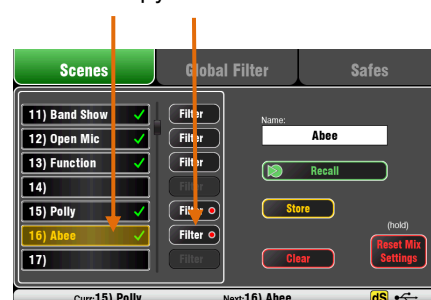 Scenes
Global Filter
Safes
11) Band Show
Filter
12) Open Mic
Filter
13) Function
Filter
14)
Filter
15) Polly
Filter
16) Abee
Filter
17)
Filter
Name:
Abee
Recall
Store
Clear
(hold)
Reset Mix
Settings
Curr:15) Polly
Next:16) Abee
dS